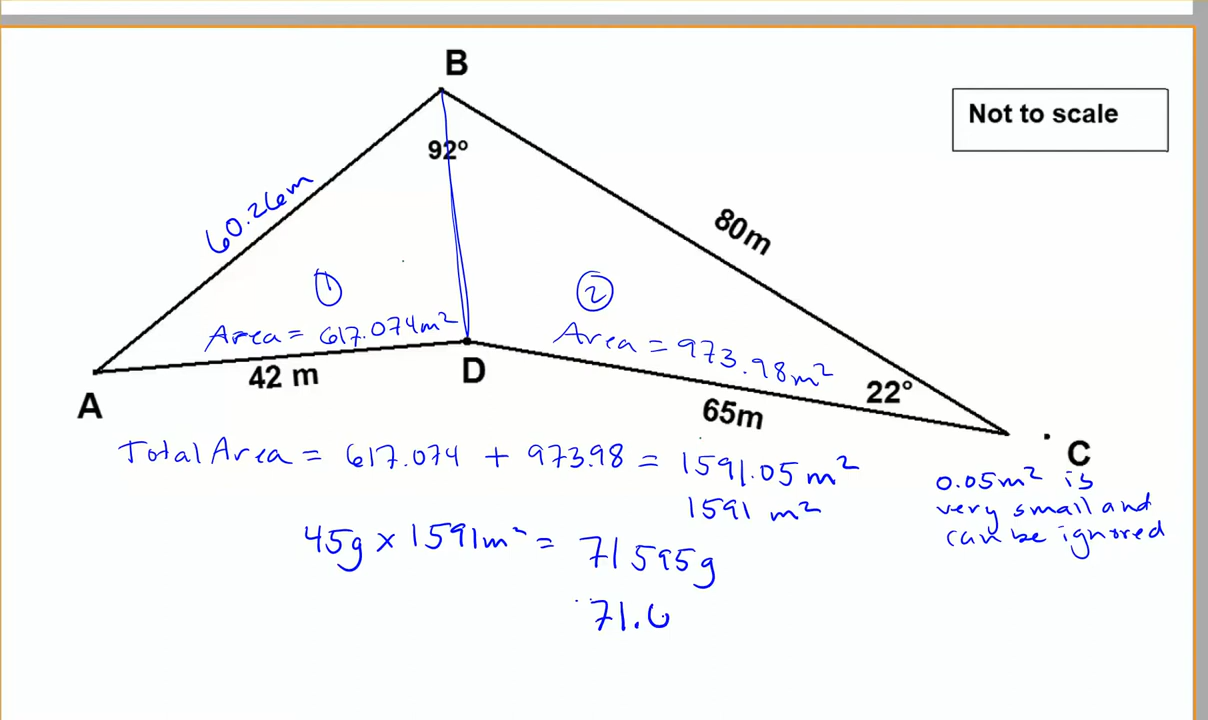 B
Not to scale
92°
60.26m
80m
1
2
Area = 617.074m²
Area = 973.98m²
42 m
D
22°
A
65m
C
Total Area = 617.074 + 973.98 = 1591.05 m²
1591 m²
0.05m² is
very small and
can be ignored
45g × 1591m² = 71595g
71.6